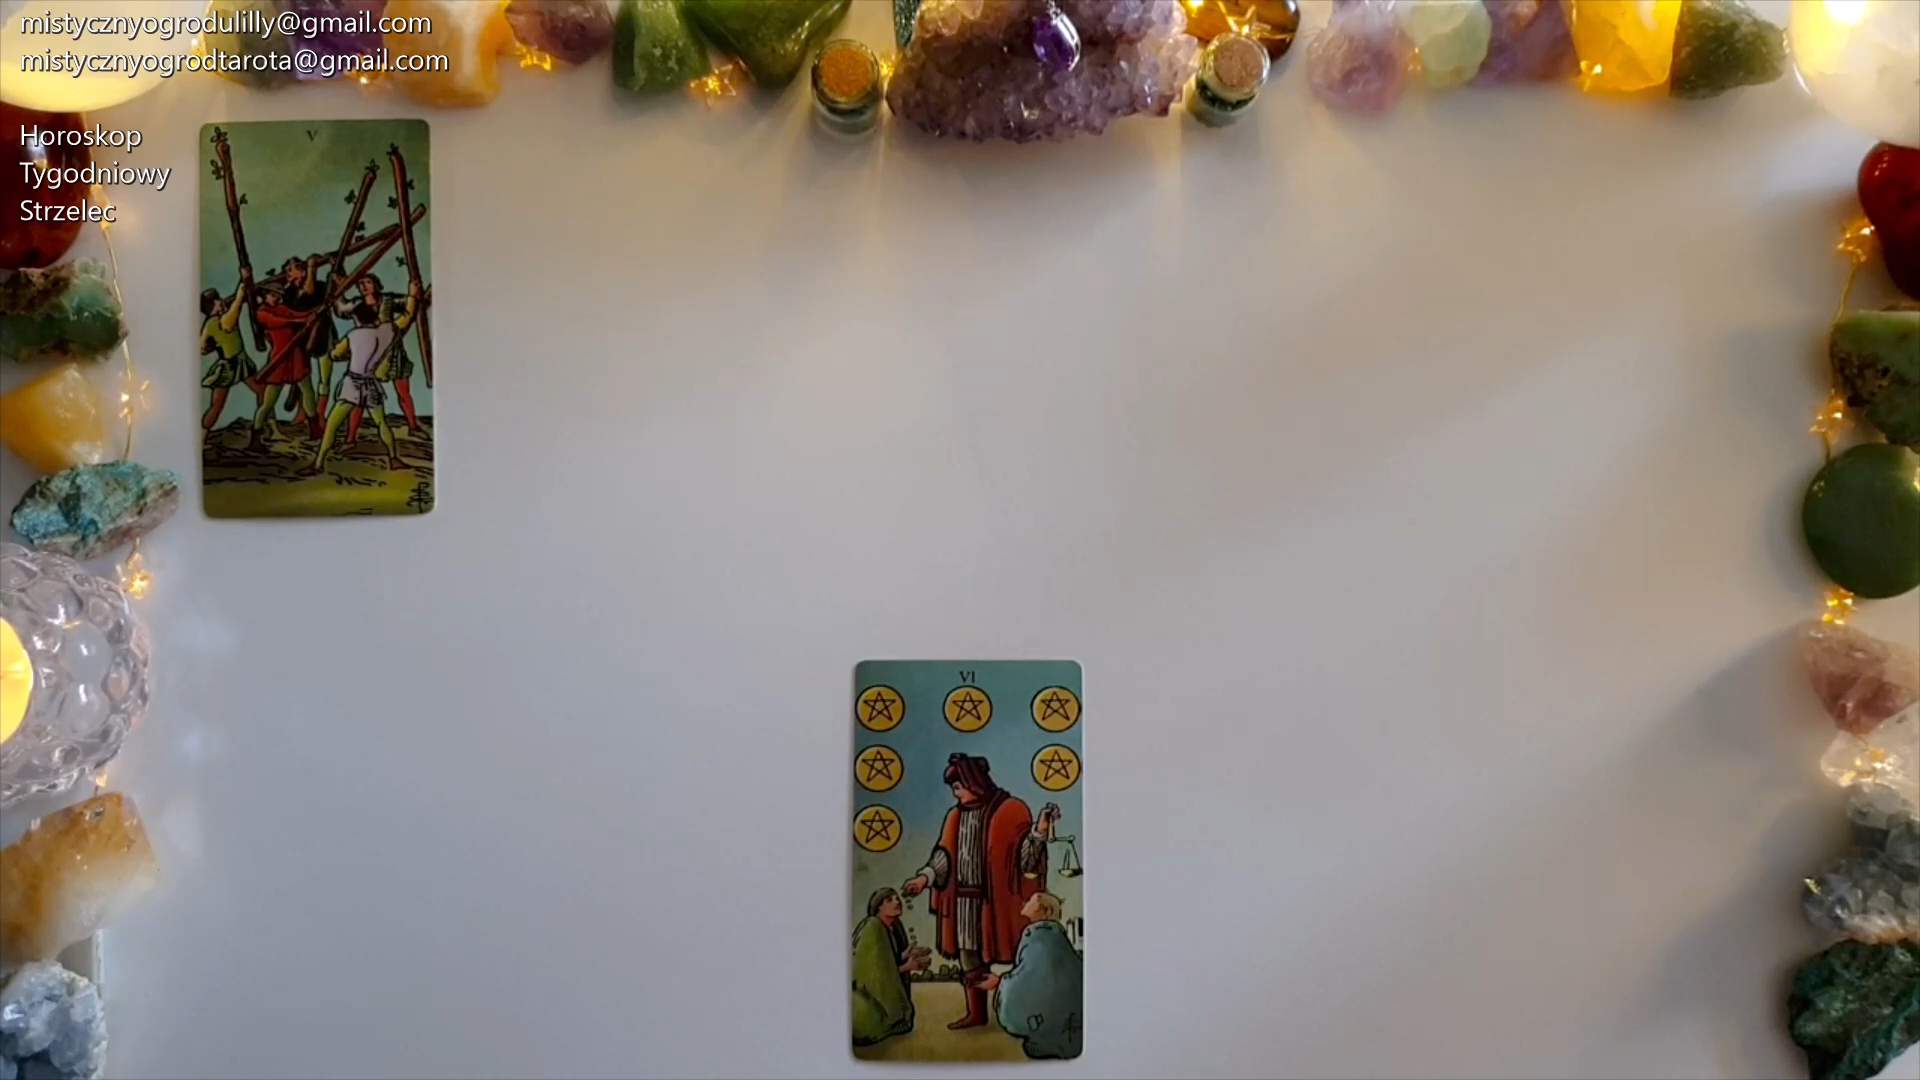 mistycznyogrodulilly@gmail.com
mistycznyogrodtarota@gmail.com
Horoskop
Tygodniowy
Strzelec
V
VI